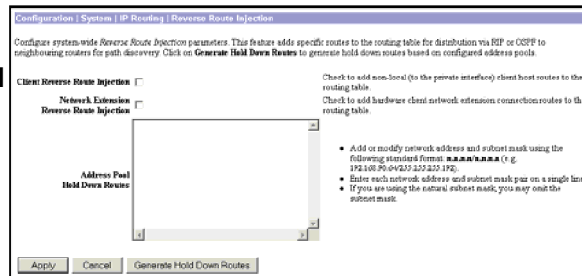 Configuration | System | IP Routing | Reverse Route Injection
Configure system-wide Reverse Route Injection parameters. This feature adds specific routes to the routing table for distribution via RIP or OSPF to
neighbouring routers for path discovery. Click on Generate Hold Down Routes to generate hold down routes based on configured address pools.
Client Reverse Route Injection
Check to add non-local (to the private interface) client host routes to the
routing table.
Network Extension
Reverse Route Injection
Check to add hardware client network extension connection routes to the
routing table.
Address Pool
Hold Down Routes
Add or modify network address and subnet mask using the
following standard format: n.n.n.n/n.n.n.n (e.g.
192.168.90.64/255.255.255.192).
Enter each network address and subnet mask pair on a single line.
If you are using the natural subnet mask, you may omit the
subnet mask.
Apply Cancel Generate Hold Down Routes